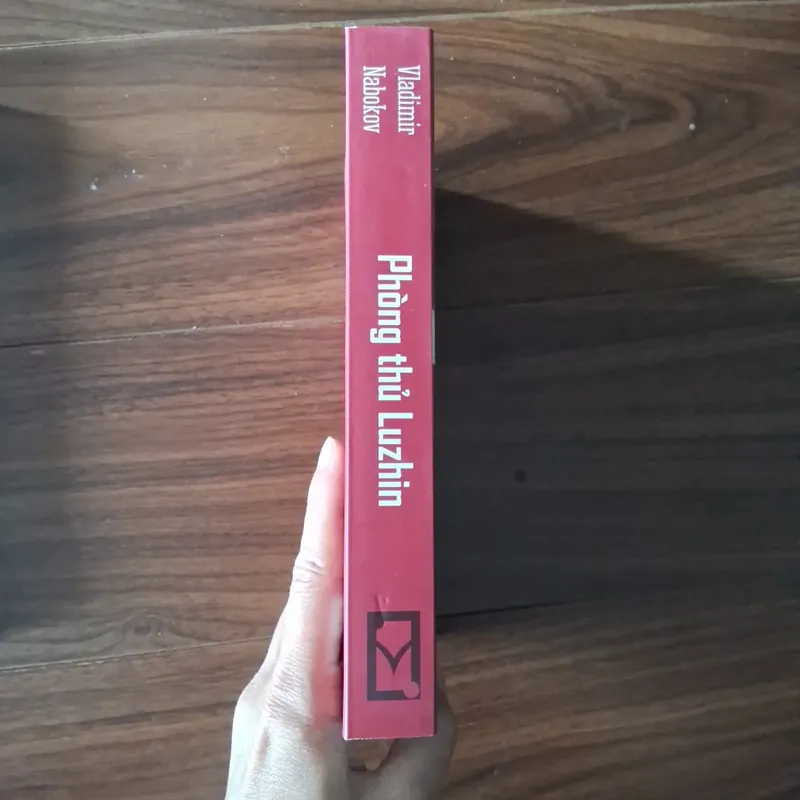 Vladimir
Nabokov
Phòng thủ Luzhin